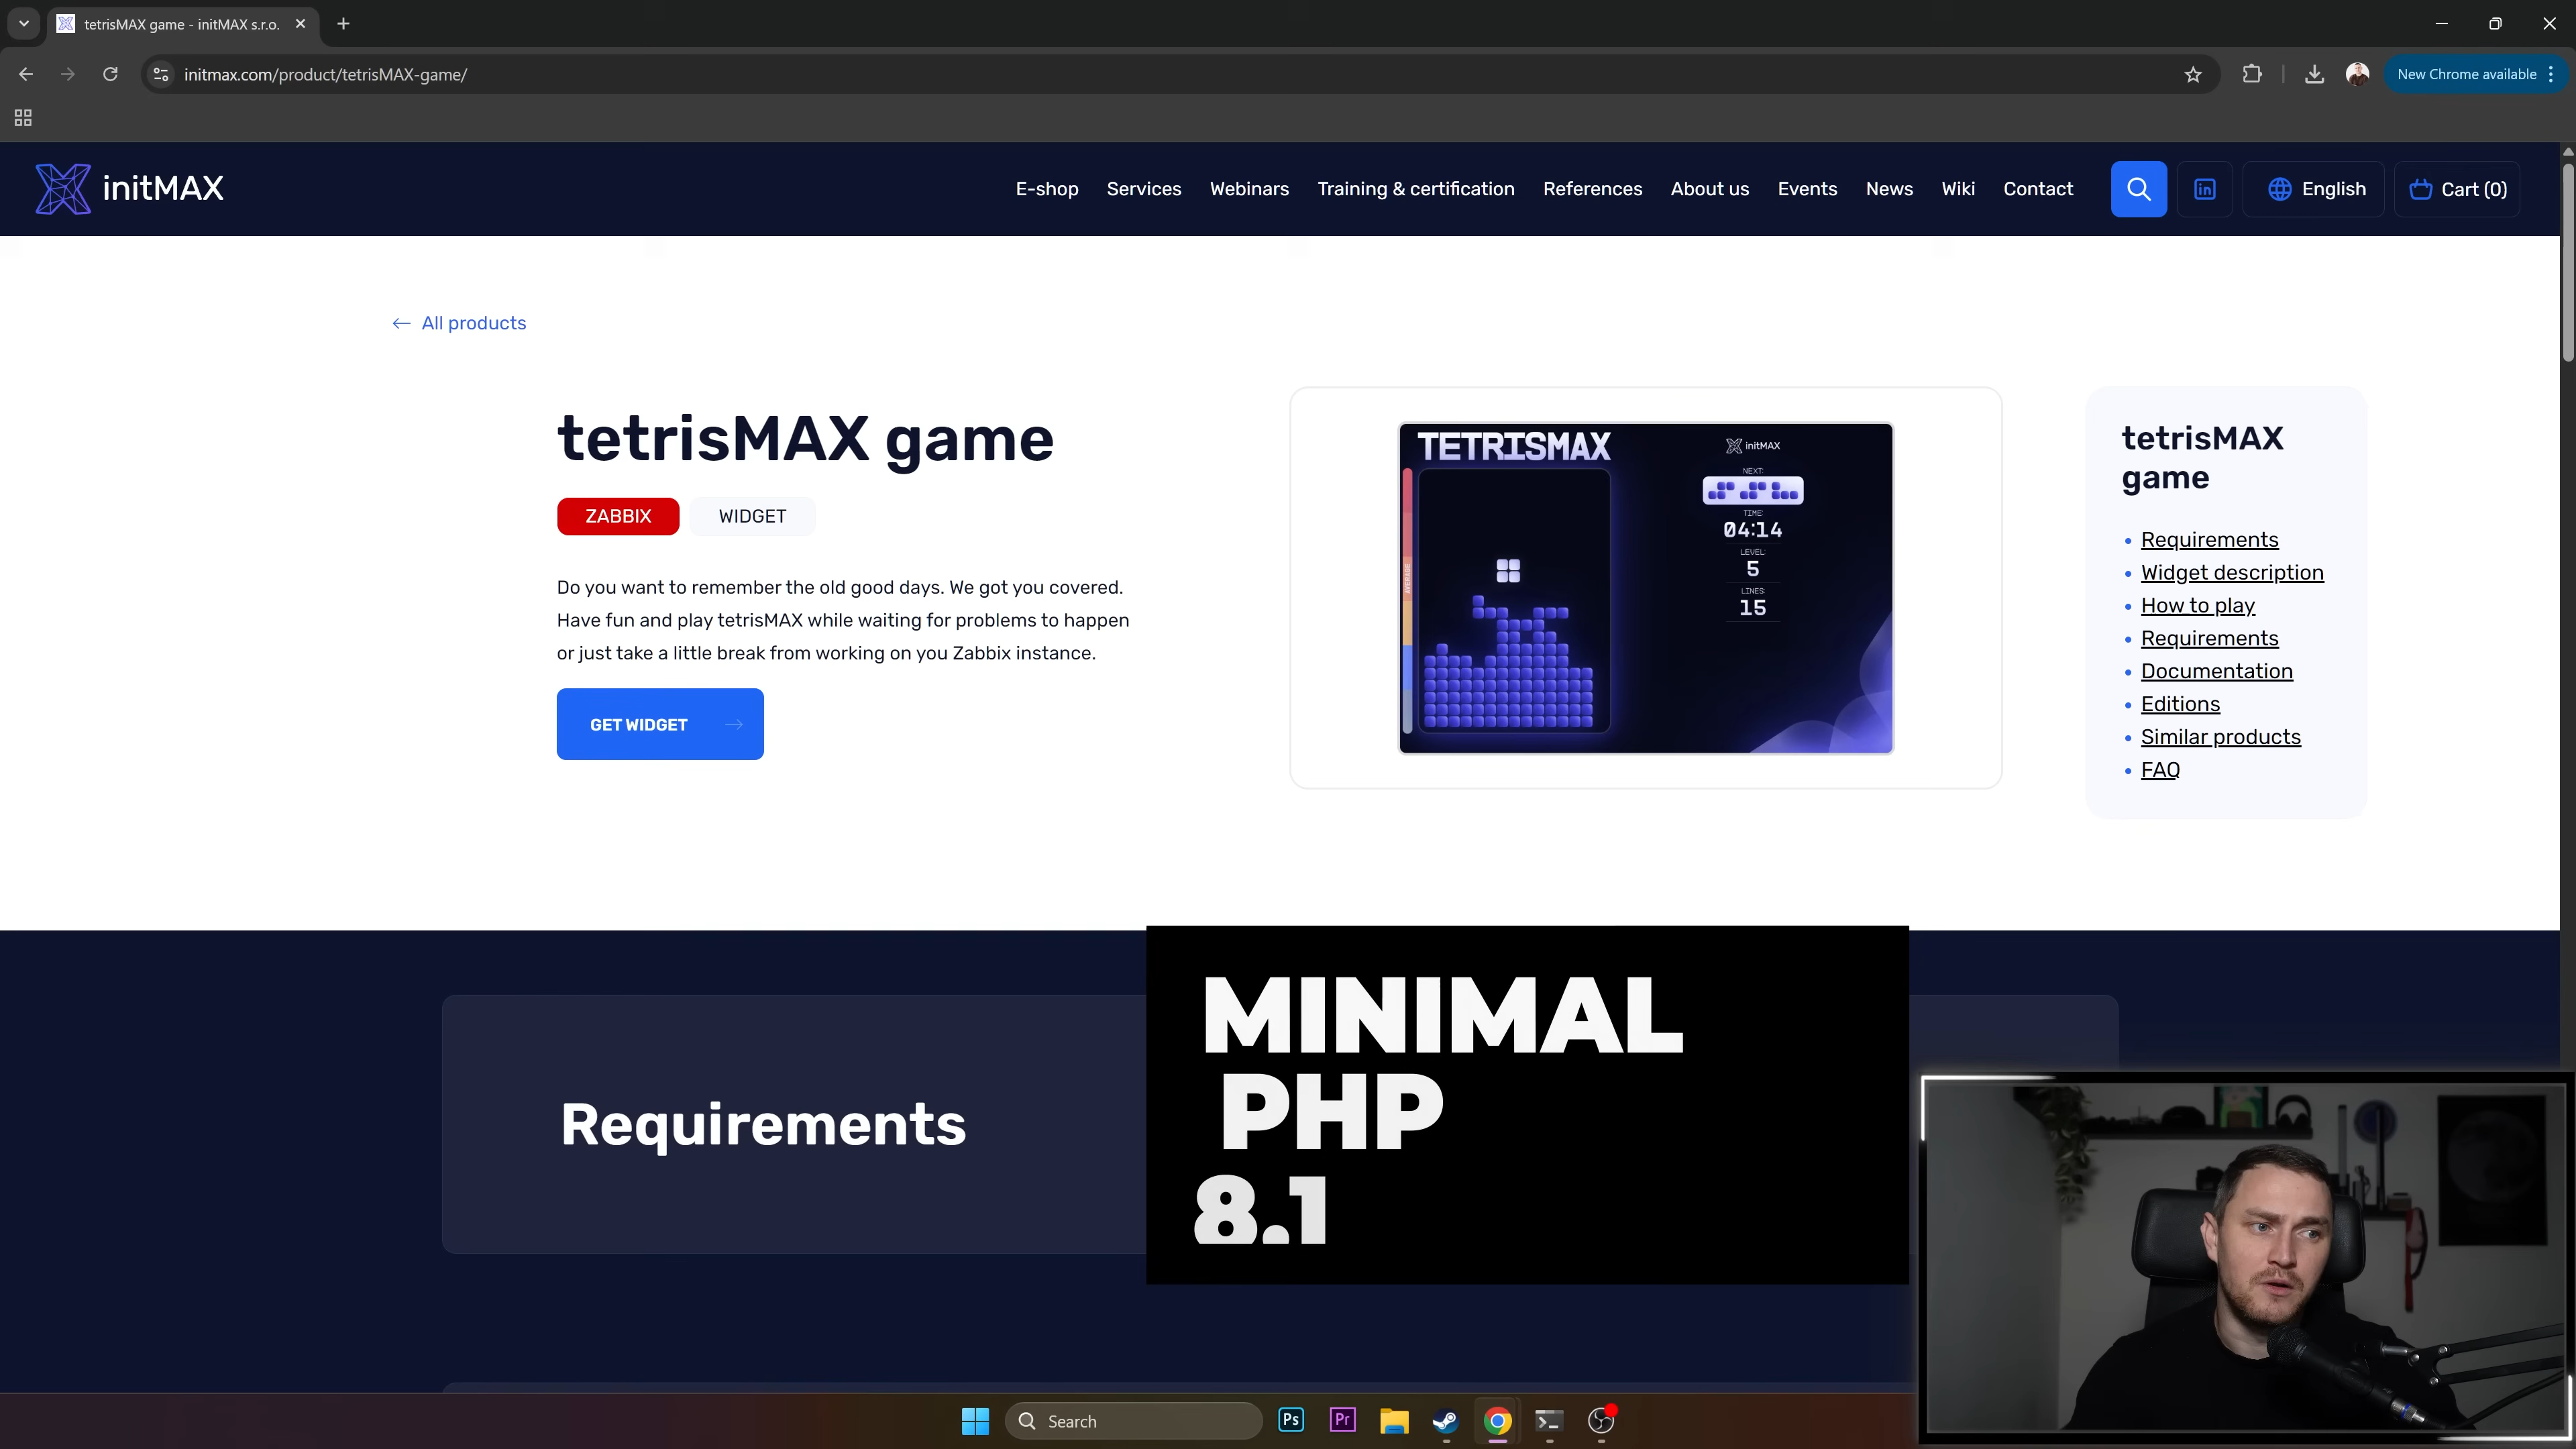 tetrisMAX game - initMAX s.r.o.
initmax.com/product/tetrisMAX-game/
New Chrome available
initMAX
E-shop
Services
Webinars
Training & certification
References
About us
Events
News
Wiki
Contact
English
Cart (0)
All products
tetrisMAX game
ZABBIX
WIDGET
Do you want to remember the old good days. We got you covered.
Have fun and play tetrisMAX while waiting for problems to happen
or just take a little break from working on you Zabbix instance.
GET WIDGET
TETRISMAX
initMAX
NEXT:
TIME:
04:14
LEVEL:
5
LINES:
15
AVERAGE
tetrisMAX
game
Requirements
Widget description
How to play
Requirements
Documentation
Editions
Similar products
FAQ
Requirements
MINIMAL
PHP
8.1
Search
Ps
Pr